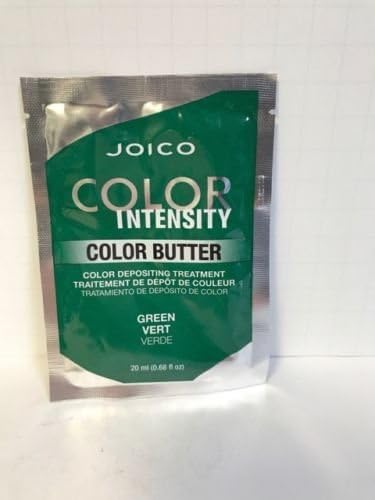 JOICO
COLOR
INTENSITY
COLOR BUTTER
COLOR DEPOSITING TREATMENT
TRAITEMENT DE DÉPÔT DE COULEUR
TRATAMIENTO DE DEPÓSITO DE COLOR
GREEN
VERT
VERDE
20 ml (0.68 fl oz)